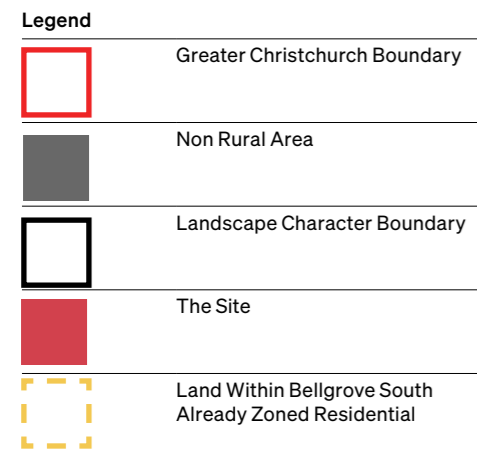 Legend
Greater Christchurch Boundary
Non Rural Area
Landscape Character Boundary
The Site
Land Within Bellgrove South
Already Zoned Residential